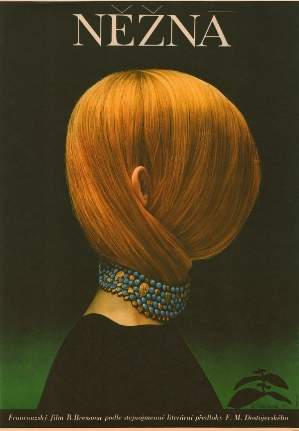 NĚŽNÁ
Francouzský film R. Bressona podle stejnojmenné literární předlohy F. M. Dostojevského